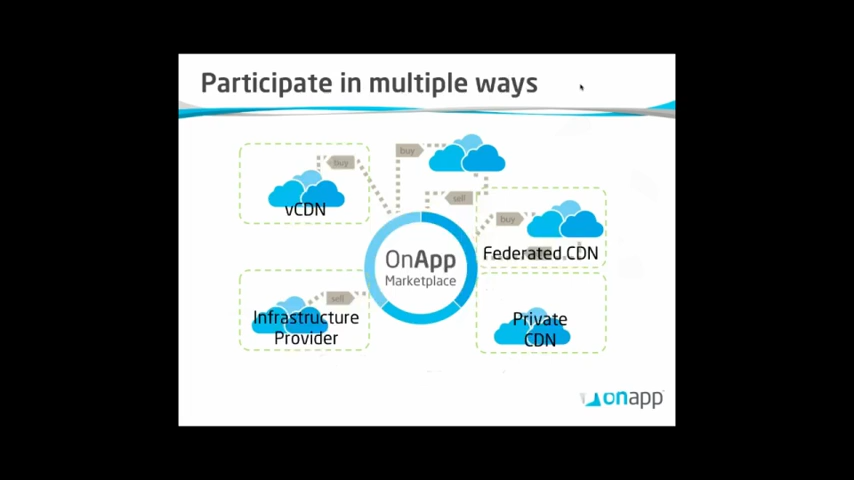 Participate in multiple ways
buy
buy
vCDN
sell
buy
Federated CDN
OnApp
Marketplace
sell
Infrastructure
Provider
Private
CDN
onapp